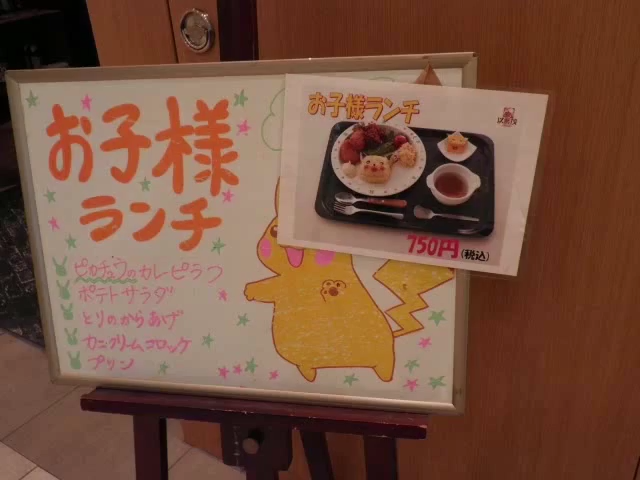 お子様
ランチ
ピカチュウのカレーピラフ
ポテトサラダ
とりのからあげ
カニクリームコロッケ
プリン
お子様ランチ
750円(税込)